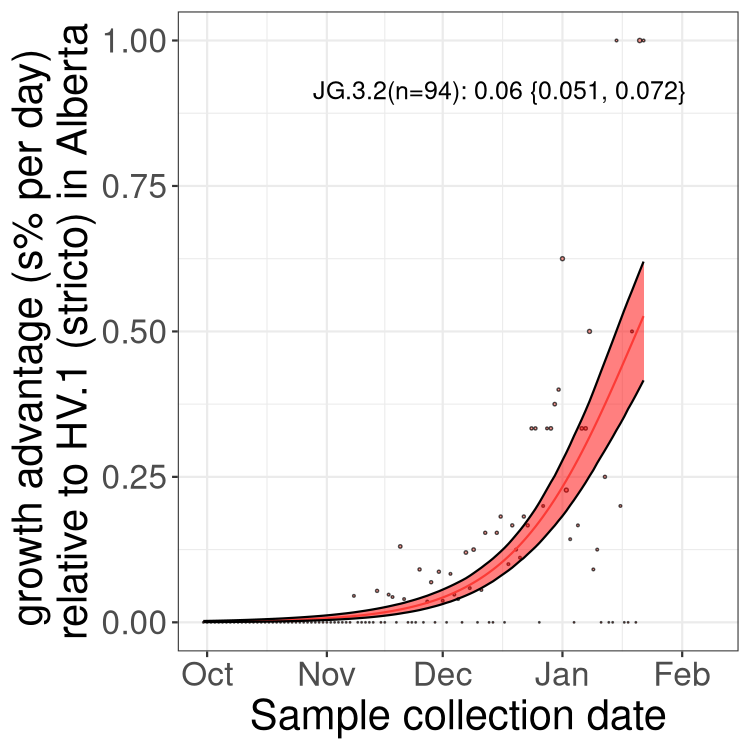 growth advantage (s% per day)
relative to HV.1 (stricto) in Alberta
1.00
0.75
0.50
0.25
0.00
JG.3.2(n=94): 0.06 {0.051, 0.072}
Oct Nov Dec Jan Feb
Sample collection date